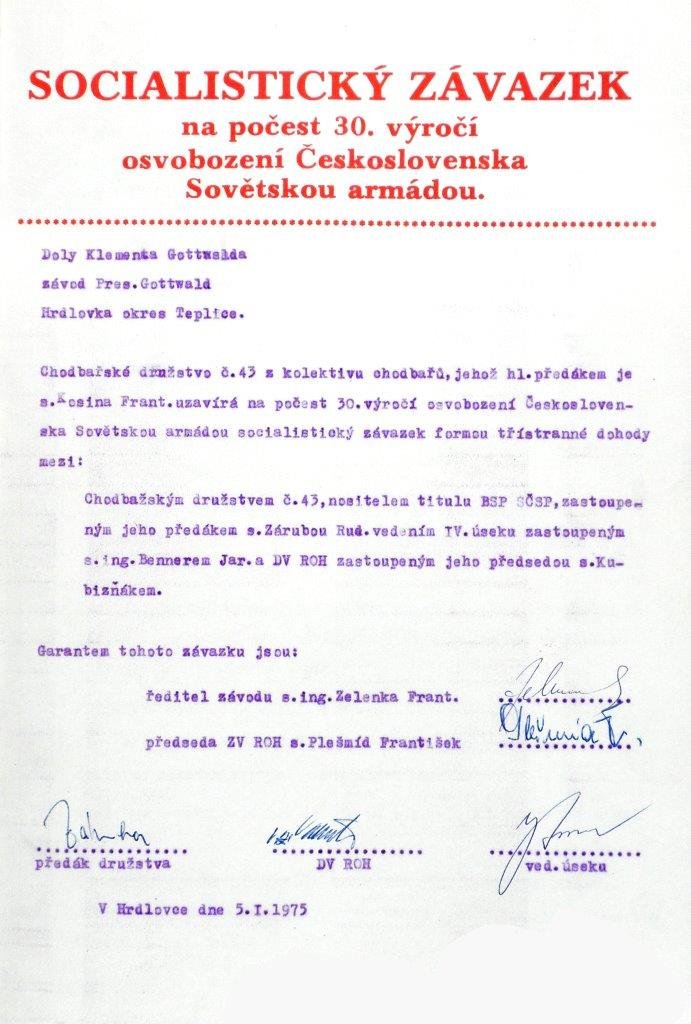 SOCIALISTICKÝ ZÁVAZEK
na počest 30. výročí
osvobození Československa
Sovětskou armádou.
Doly Klementa Gottwalda
závod Pres.Gottwald
Hrdlovka okres Teplice.
Chodbařské družstvo č.43 z kolektivu chodbařů,jehož hl.předákem je
s.Kosina Frant.uzavírá na počest 30.výročí osvobození Českosloven-
ska Sovětskou armádou socialistický závazek formou třístranné dohody
mezi:
Chodbažským družstvem č.43,nositelem titulu BSP SČSP,zastoupe-
ným jeho předákem s.Zárubou Rud.vedením IV.úseku zastoupeným
s.ing.Bennerem Jar.a DV ROH zastoupeným jeho předsedou s.Ku-
bizňákem.
Garantem tohoto závazku jsou:
ředitel závodu s.ing.Zelenka Frant.
předseda ZV ROH s.Plešmíd František
předák družstva DV ROH ved.úseku
V Hrdlovce dne 5.I.1975